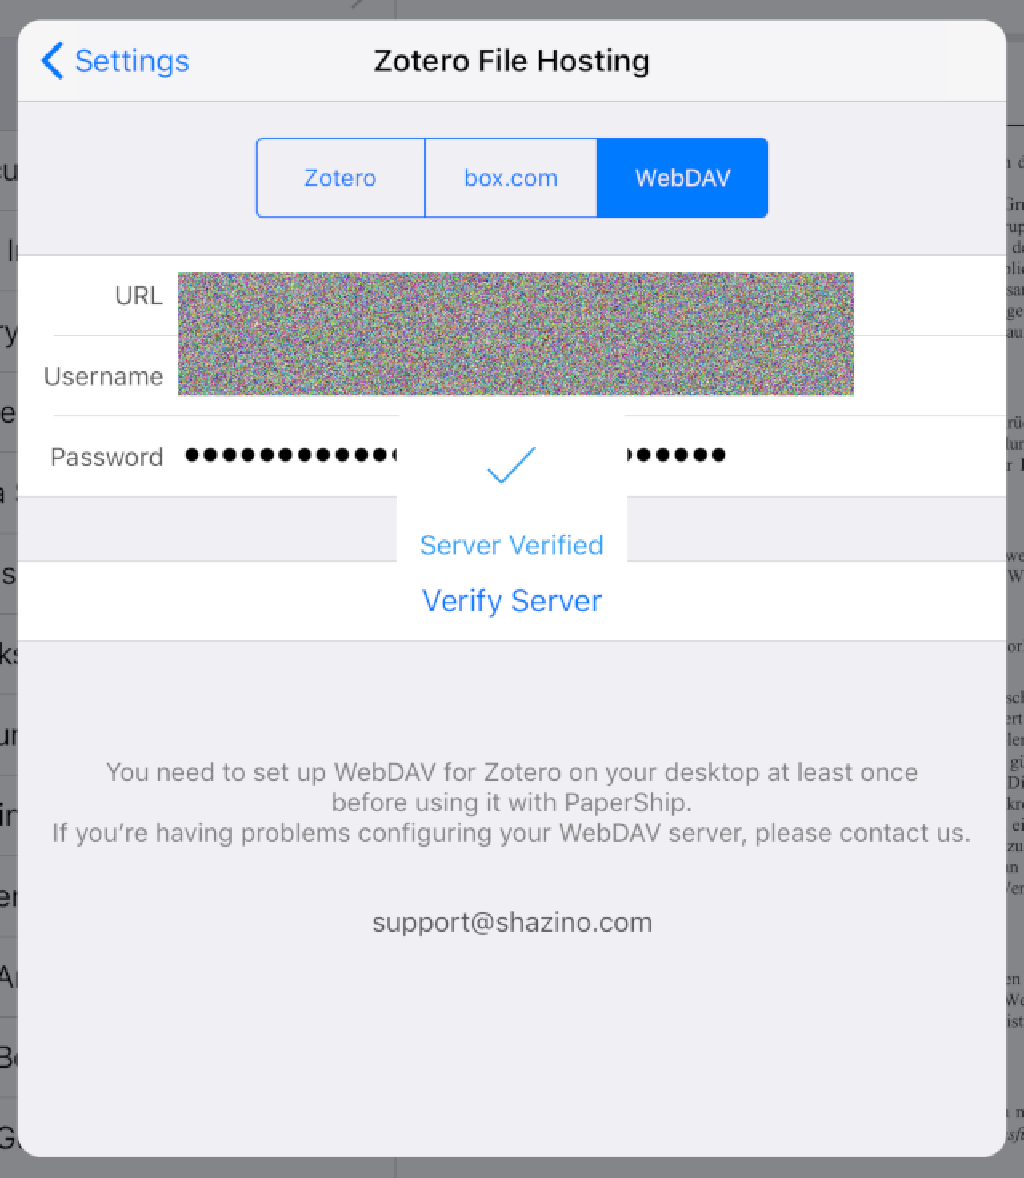 Settings
Zotero File Hosting
Zotero box.com WebDAV
URL
Username
Password ••••••••••• ••••••
Server Verified
Verify Server
You need to set up WebDAV for Zotero on your desktop at least once
before using it with PaperShip.
If you’re having problems configuring your WebDAV server, please contact us.
support@shazino.com